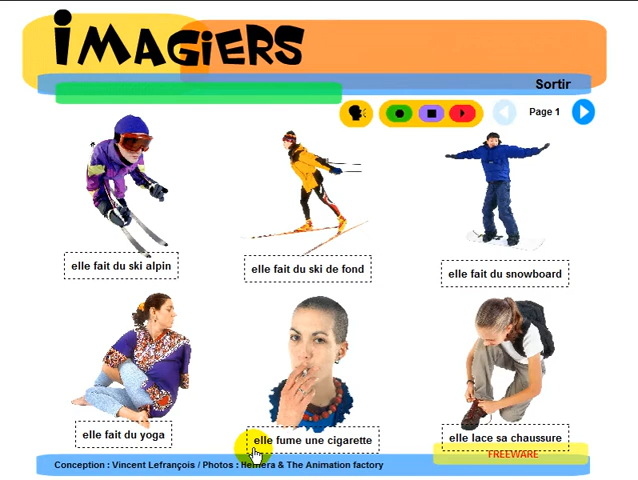 iMAGiERS
Sortir
Page 1
elle fait du ski alpin
elle fait du ski de fond
elle fait du snowboard
elle fait du yoga
elle fume une cigarette
elle lace sa chaussure
FREEWARE
Conception : Vincent Lefrançois / Photos : Hemera & The Animation factory